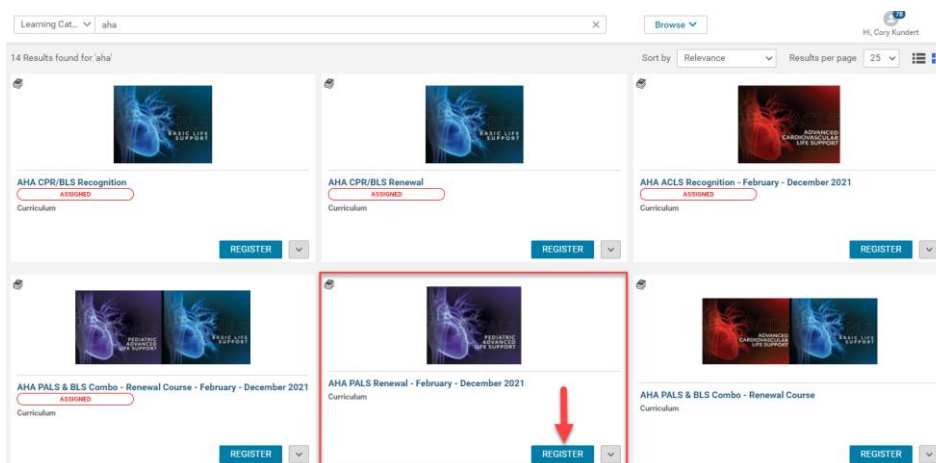 Learning Cat...
aha
Browse
78
Hi, Cory Kundert
14 Results found for 'aha'
Sort by Relevance
Results per page 25
BASIC LIFE
SUPPORT
AHA CPR/BLS Recognition
ASSIGNED
Curriculum
REGISTER
BASIC LIFE
SUPPORT
AHA CPR/BLS Renewal
ASSIGNED
Curriculum
REGISTER
ACLS
ADVANCED
CARDIOVASCULAR
LIFE SUPPORT
AHA ACLS Recognition - February - December 2021
ASSIGNED
Curriculum
REGISTER
PEDIATRIC
ADVANCED
LIFE SUPPORT
BASIC LIFE
SUPPORT
AHA PALS & BLS Combo - Renewal Course - February - December 2021
ASSIGNED
Curriculum
REGISTER
PEDIATRIC
ADVANCED
LIFE SUPPORT
AHA PALS Renewal - February - December 2021
Curriculum
REGISTER
ADVANCED
CARDIOVASCULAR
LIFE SUPPORT
BASIC LIFE
SUPPORT
AHA PALS & BLS Combo - Renewal Course
Curriculum
REGISTER